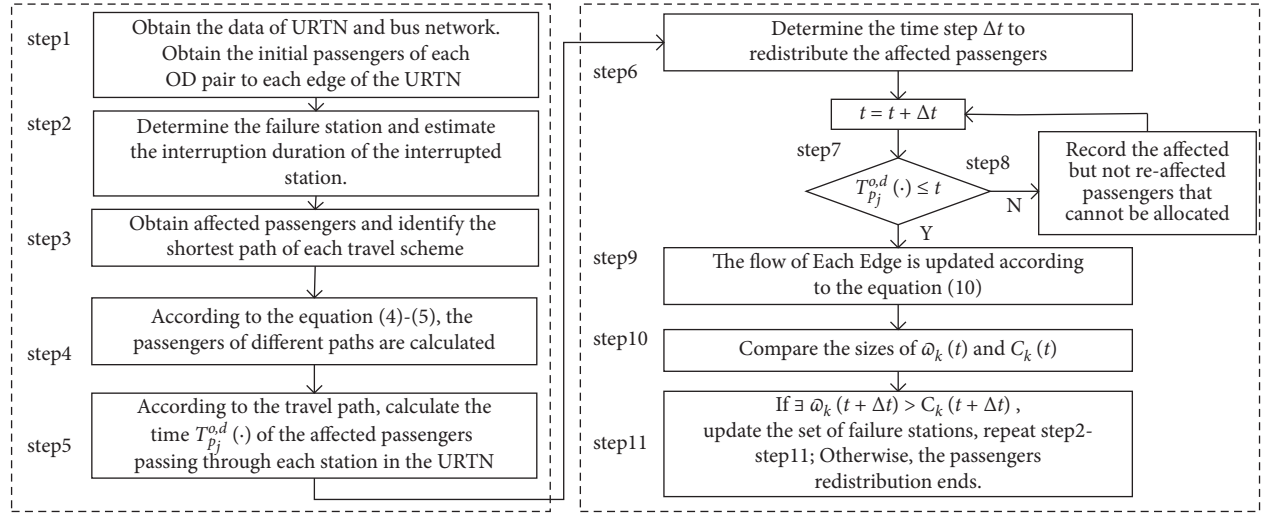 step1
Obtain the data of URTN and bus network.
Obtain the initial passengers of each
OD pair to each edge of the URTN
step2
Determine the failure station and estimate
the interruption duration of the interrupted
station.
step3
Obtain affected passengers and identify the
shortest path of each travel scheme
step4
According to the equation (4)-(5), the
passengers of different paths are calculated
step5
According to the travel path, calculate the
time T_{p_j}^{o,d} (·) of the affected passengers
passing through each station in the URTN
step6
Determine the time step Δt to
redistribute the affected passengers
t = t + Δt
step7
T_{p_j}^{o,d} (·) ≤ t
N
Y
step8
Record the affected
but not re-affected
passengers that
cannot be allocated
step9
The flow of Each Edge is updated according
to the equation (10)
step10
Compare the sizes of ϖ_k (t) and C_k (t)
step11
If ∃ ϖ_k (t + Δt) > C_k (t + Δt) ,
update the set of failure stations, repeat step2-
step11; Otherwise, the passengers
redistribution ends.